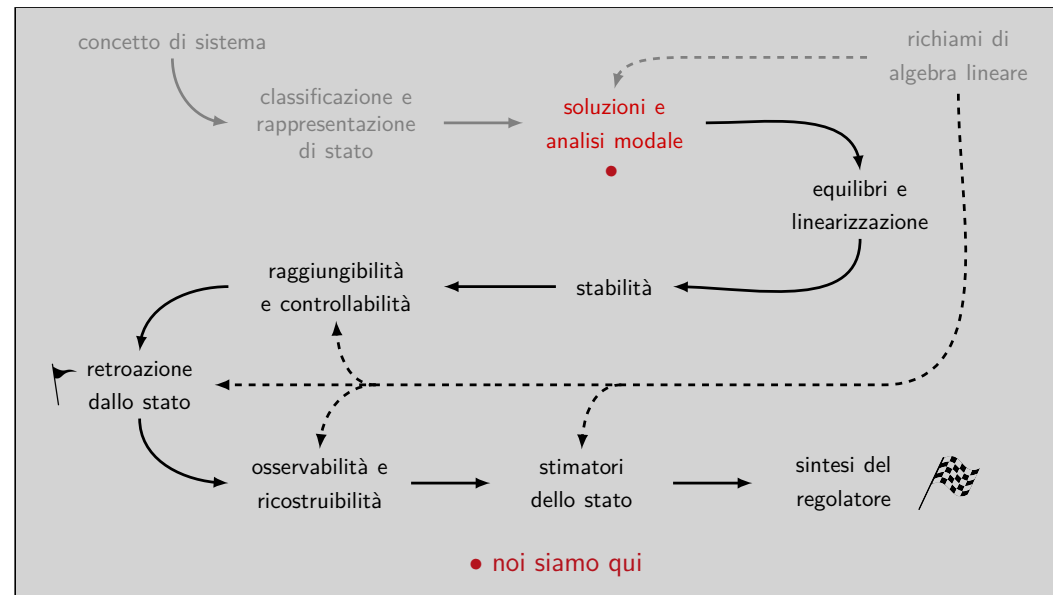 concetto di sistema
richiami di
algebra lineare
classificazione e
rappresentazione
di stato
soluzioni e
analisi modale
equilibri e
linearizzazione
raggiungibilità
e controllabilità
stabilità
retroazione
dallo stato
osservabilità e
ricostruibilità
stimatori
dello stato
sintesi del
regolatore
noi siamo qui